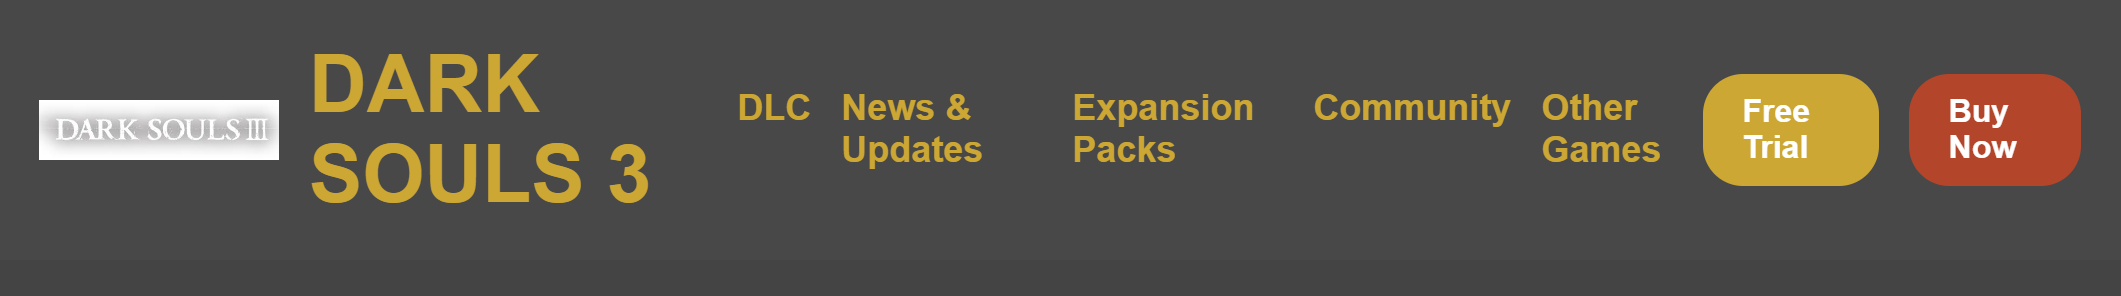 DARK SOULS III
DARK
SOULS 3
DLC
News &
Updates
Expansion
Packs
Community
Other
Games
Free
Trial
Buy
Now